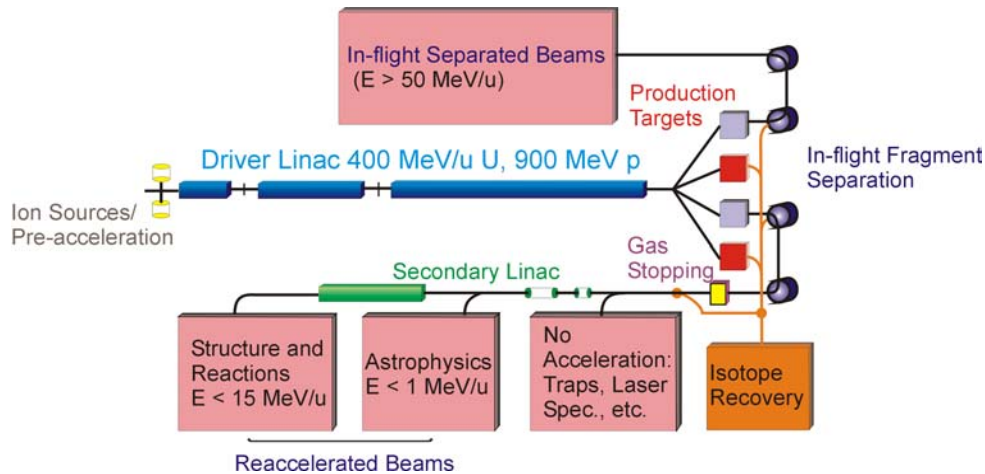 In-flight Separated Beams
(E > 50 MeV/u)
Production
Targets
Driver Linac 400 MeV/u U, 900 MeV p
In-flight Fragment
Separation
Ion Sources/
Pre-acceleration
Gas
Stopping
Secondary Linac
Structure and
Reactions
E < 15 MeV/u
Astrophysics
E < 1 MeV/u
No
Acceleration:
Traps, Laser
Spec., etc.
Isotope
Recovery
Reaccelerated Beams